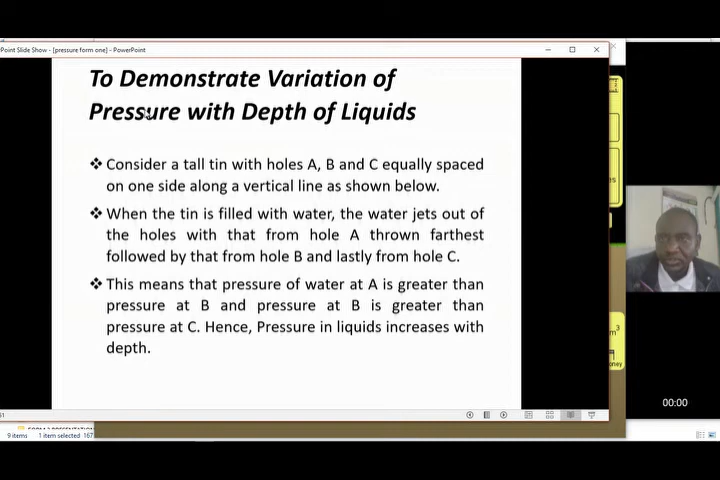 Point Slide Show - [pressure form one] - PowerPoint
To Demonstrate Variation of
Pressure with Depth of Liquids
❖ Consider a tall tin with holes A, B and C equally spaced
on one side along a vertical line as shown below.
❖ When the tin is filled with water, the water jets out of
the holes with that from hole A thrown farthest
followed by that from hole B and lastly from hole C.
❖ This means that pressure of water at A is greater than
pressure at B and pressure at B is greater than
pressure at C. Hence, Pressure in liquids increases with
depth.
00:00
9 items 1 item selected 167